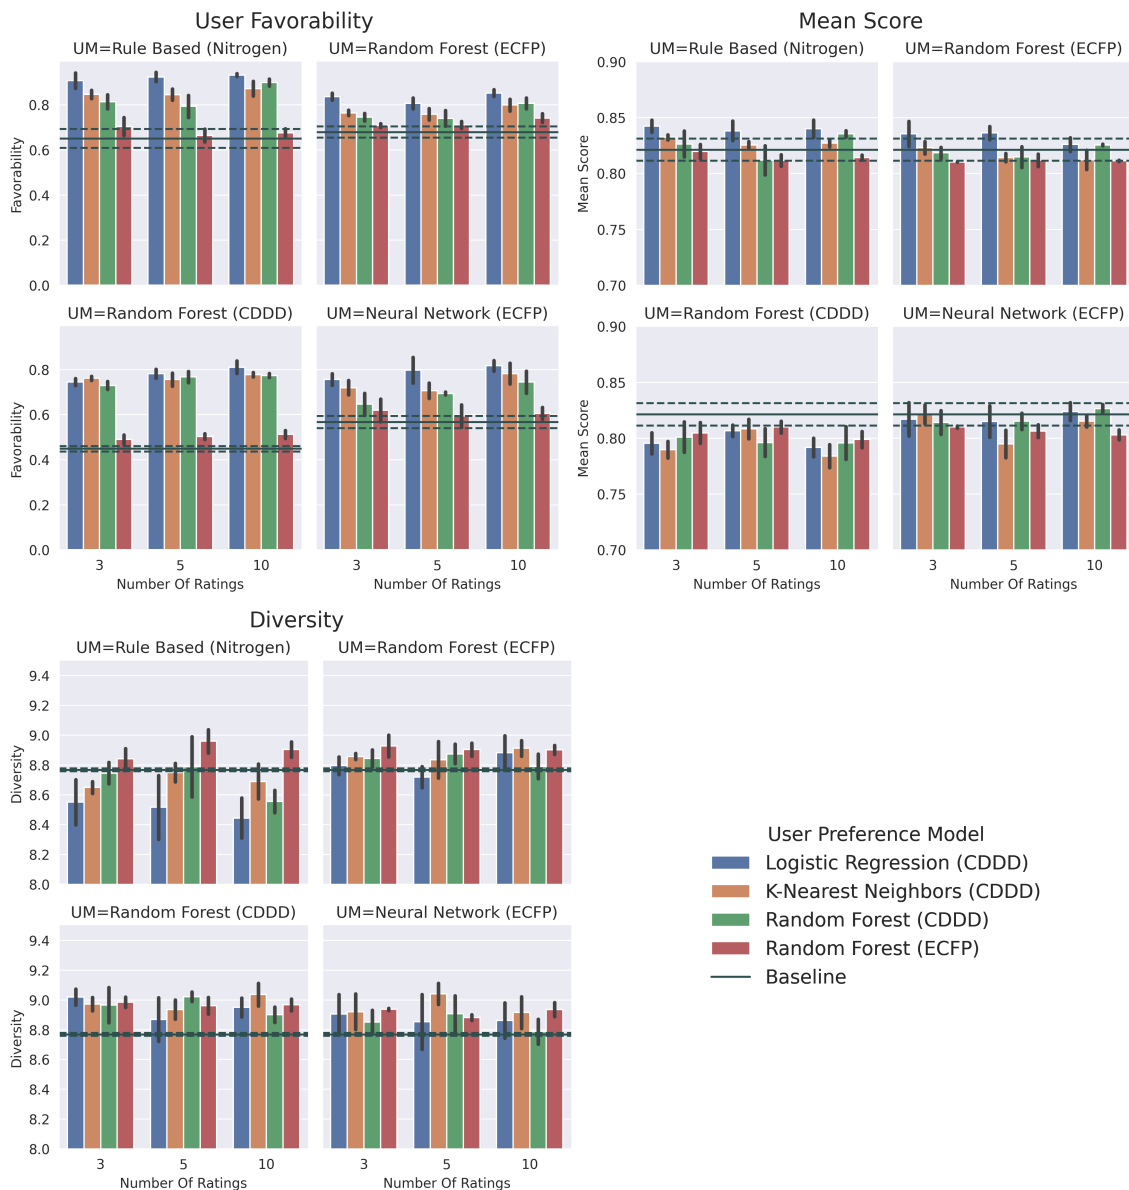 User Favorability
UM=Rule Based (Nitrogen)
UM=Random Forest (ECFP)
Favorability
0.8
0.6
0.4
0.2
0.0
UM=Random Forest (CDDD)
UM=Neural Network (ECFP)
Favorability
0.8
0.6
0.4
0.2
0.0
3
5
10
3
5
10
Number Of Ratings
Number Of Ratings
Mean Score
UM=Rule Based (Nitrogen)
UM=Random Forest (ECFP)
Mean Score
0.90
0.85
0.80
0.75
0.70
UM=Random Forest (CDDD)
UM=Neural Network (ECFP)
Mean Score
0.90
0.85
0.80
0.75
0.70
3
5
10
3
5
10
Number Of Ratings
Number Of Ratings
Diversity
UM=Rule Based (Nitrogen)
UM=Random Forest (ECFP)
Diversity
9.4
9.2
9.0
8.8
8.6
8.4
8.2
8.0
UM=Random Forest (CDDD)
UM=Neural Network (ECFP)
Diversity
9.4
9.2
9.0
8.8
8.6
8.4
8.2
8.0
3
5
10
3
5
10
Number Of Ratings
Number Of Ratings
User Preference Model
Logistic Regression (CDDD)
K-Nearest Neighbors (CDDD)
Random Forest (CDDD)
Random Forest (ECFP)
Baseline